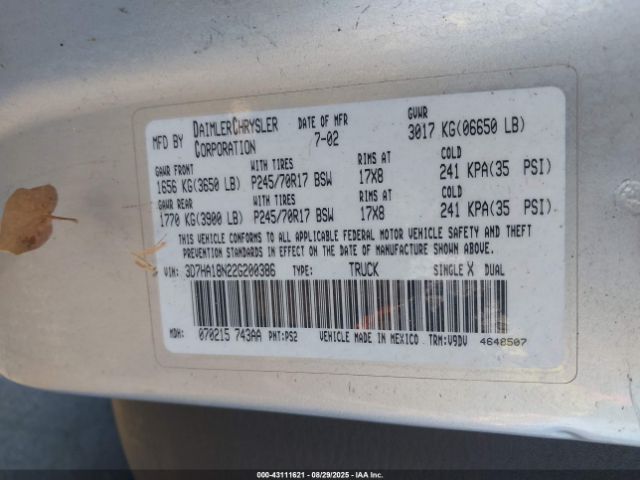 MFD BY DAIMLERCHRYSLER CORPORATION DATE OF MFR 7-02 GVWR 3017 KG(06650 LB)
GAWR FRONT WITH TIRES RIMS AT COLD
1656 KG(3650 LB) P245/70R17 BSW 17X8 241 KPA(35 PSI)
GAWR REAR WITH TIRES RIMS AT COLD
1770 KG(3900 LB) P245/70R17 BSW 17X8 241 KPA(35 PSI)
THIS VEHICLE CONFORMS TO ALL APPLICABLE FEDERAL MOTOR VEHICLE SAFETY AND THEFT
PREVENTION STANDARDS IN EFFECT ON THE DATE OF MANUFACTURE SHOWN ABOVE.
VIN: 3D7HA18N22G200386 TYPE: TRUCK SINGLE X DUAL
MDH: 070215 743AA PNT:PS2 VEHICLE MADE IN MEXICO TRM:V9DV 4648507
000-43111621 - 08/29/2025 - IAAI - Copyright IAA, LLC.